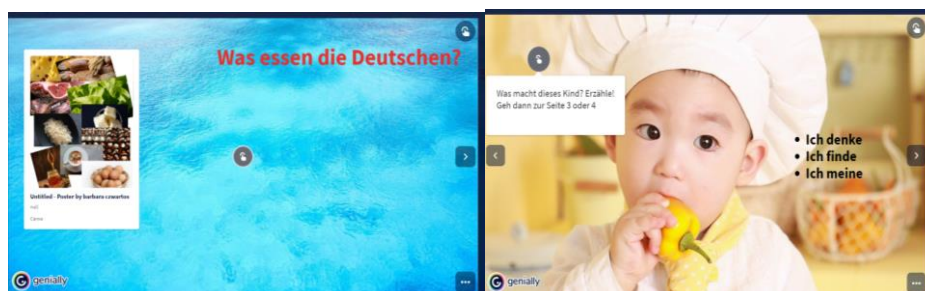 Was essen die Deutschen?
Untitled - Poster by barbara czwartos
Canva
genially
Was macht dieses Kind? Erzähle!
Geh dann zur Seite 3 oder 4
• Ich denke
• Ich finde
• Ich meine
genially